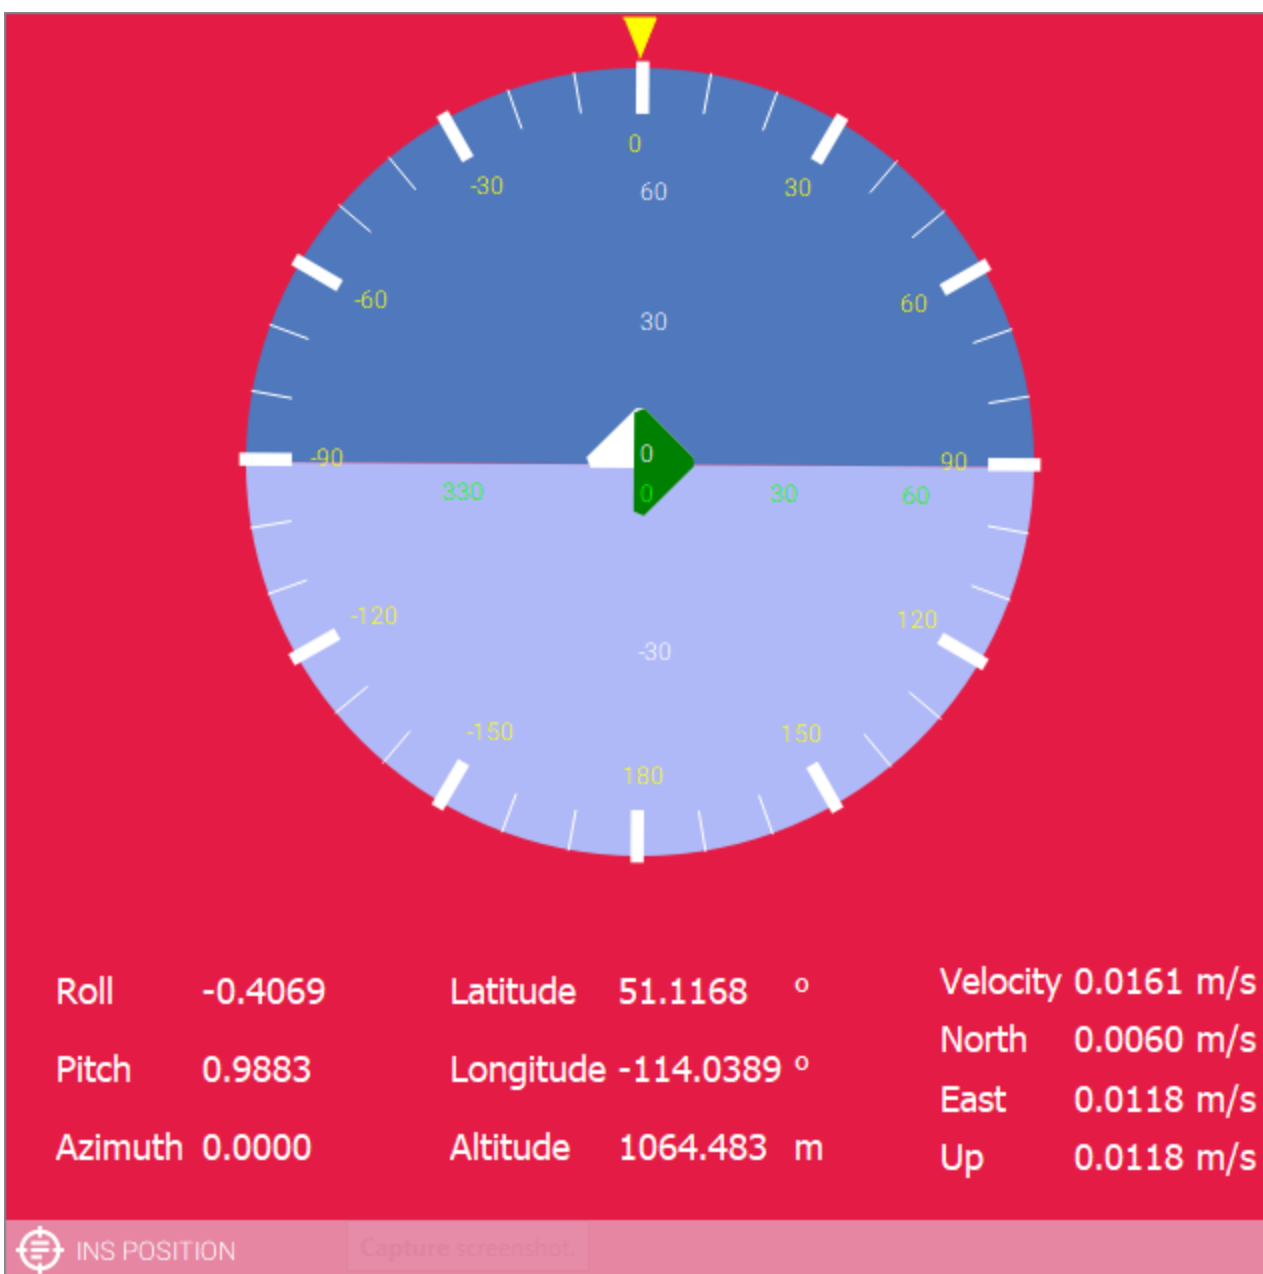 0
60
-30
30
-60
60
30
-90
0
90
330
0
30
60
-120
120
-30
-150
150
180
Roll -0.4069
Pitch 0.9883
Azimuth 0.0000
Latitude 51.1168 º
Longitude -114.0389 º
Altitude 1064.483 m
Velocity 0.0161 m/s
North 0.0060 m/s
East 0.0118 m/s
Up 0.0118 m/s
INS POSITION
Capture screenshot.